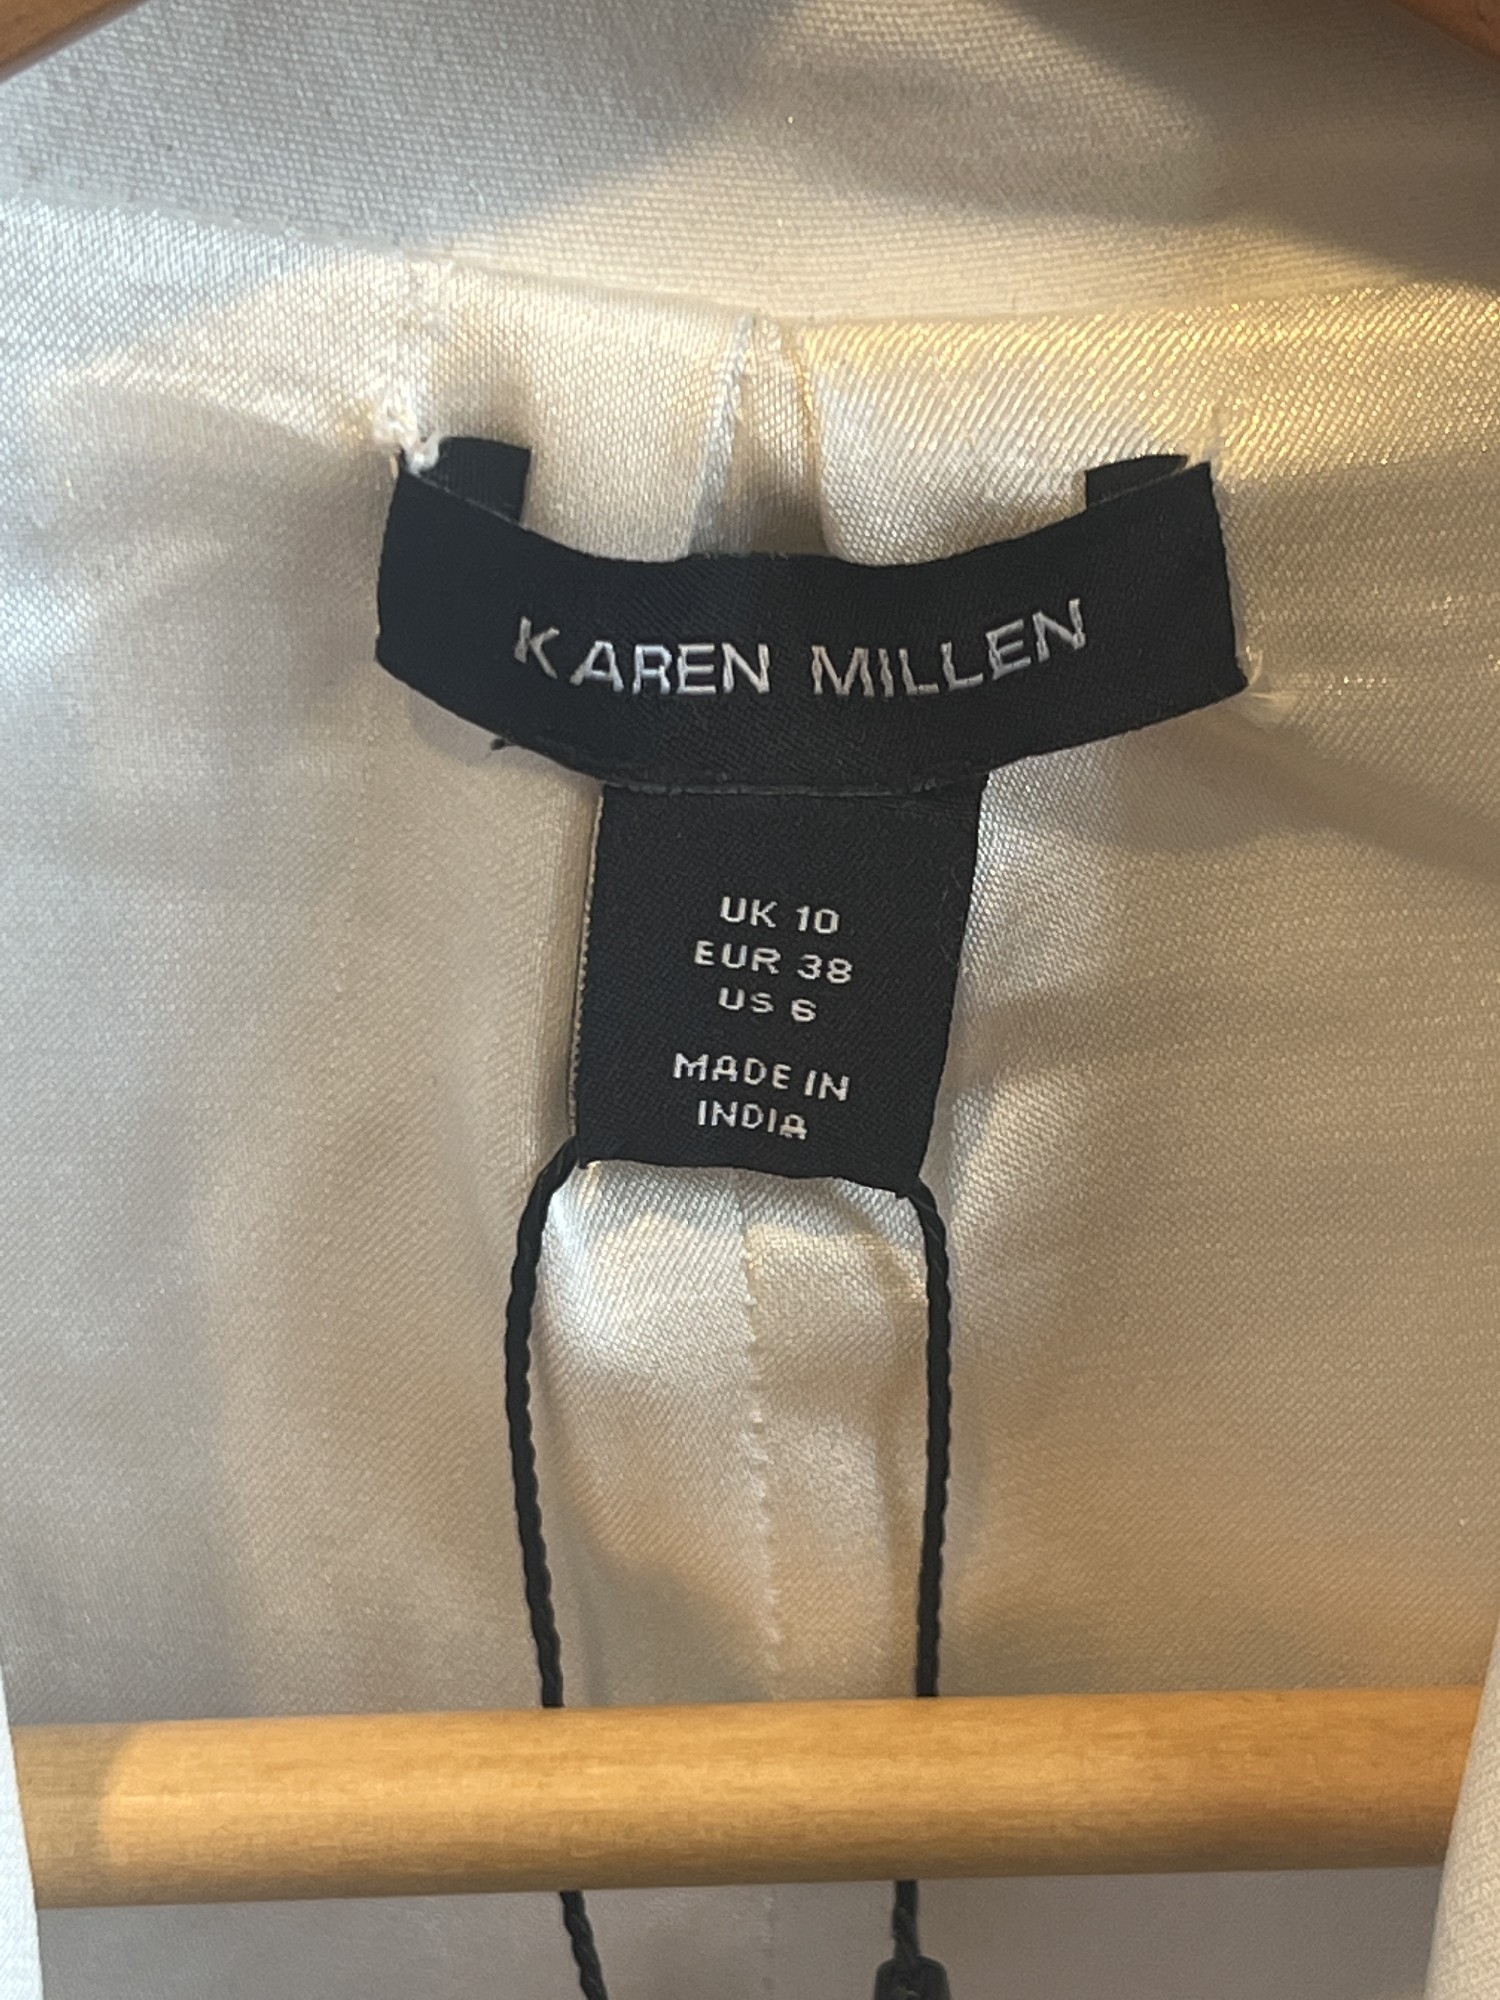 KAREN MILLEN
UK 10
EUR 38
US 6
MADE IN
INDIA